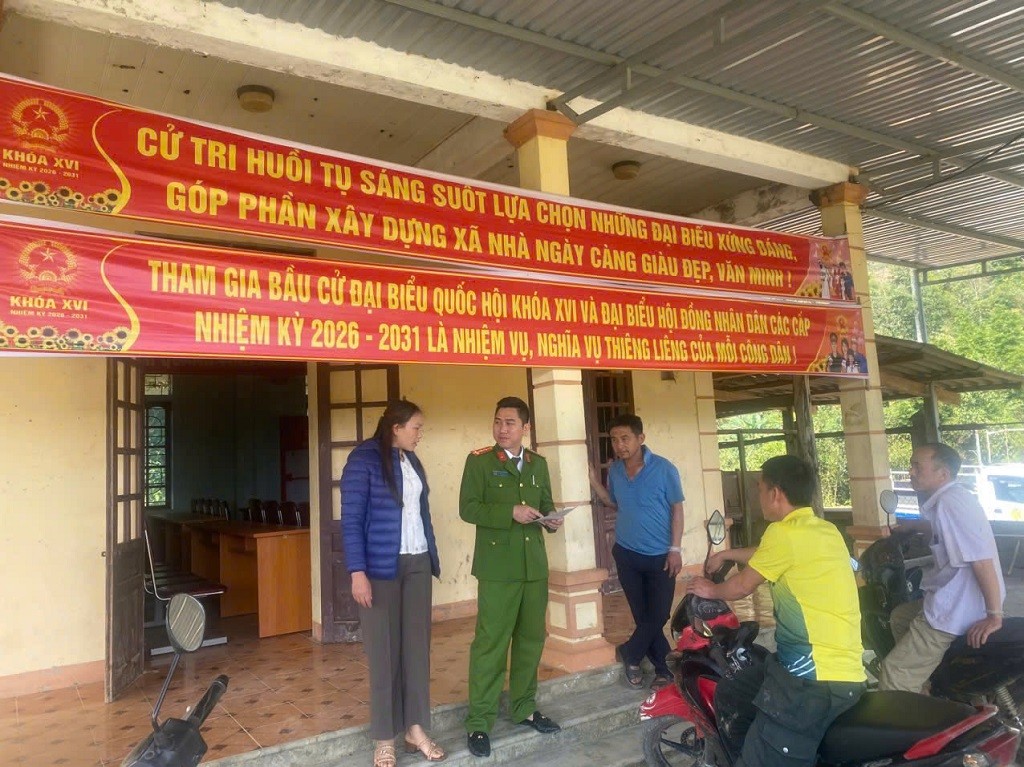 KHÓA XVI
NHIỆM KỲ 2026 - 2031
CỬ TRI HUỒI TỤ SÁNG SUỐT LỰA CHỌN NHỮNG ĐẠI BIỂU XỨNG ĐÁNG,
GÓP PHẦN XÂY DỰNG XÃ NHÀ NGÀY CÀNG GIÀU ĐẸP, VĂN MINH !
KHÓA XVI
NHIỆM KỲ 2026 - 2031
THAM GIA BẦU CỬ ĐẠI BIỂU QUỐC HỘI KHÓA XVI VÀ ĐẠI BIỂU HỘI ĐỒNG NHÂN DÂN CÁC CẤP
NHIỆM KỲ 2026 - 2031 LÀ NHIỆM VỤ, NGHĨA VỤ THIÊNG LIÊNG CỦA MỖI CÔNG DÂN !